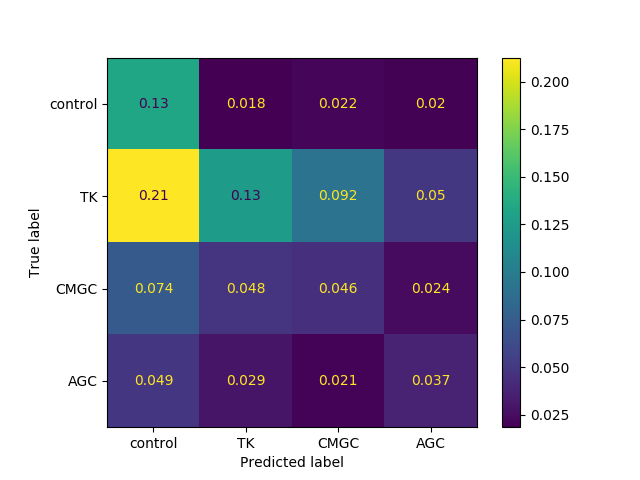 control 0.13 0.018 0.022 0.02
TK 0.21 0.13 0.092 0.05
CMGC 0.074 0.048 0.046 0.024
AGC 0.049 0.029 0.021 0.037
control TK CMGC AGC
Predicted label
True label
0.200
0.175
0.150
0.125
0.100
0.075
0.050
0.025